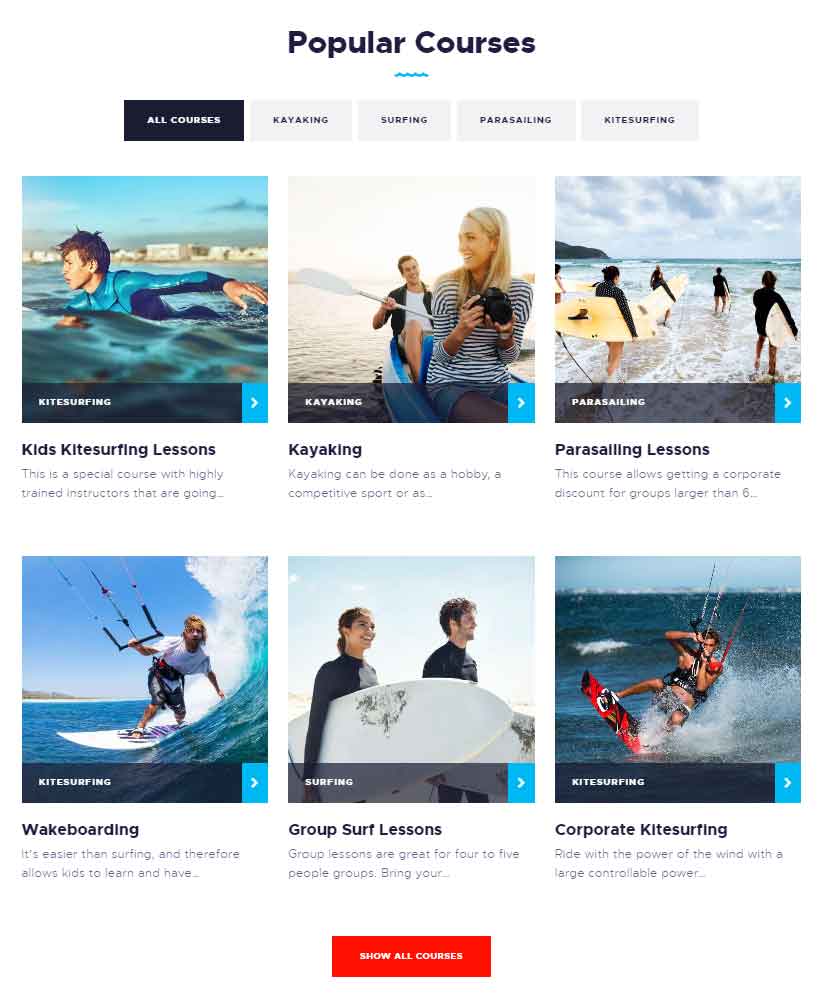 Popular Courses
ALL COURSES
KAYAKING
SURFING
PARASAILING
KITESURFING
KITESURFING
KAYAKING
PARASAILING
Kids Kitesurfing Lessons
This is a special course with highly
trained instructors that are going...
Kayaking
Kayaking can be done as a hobby, a
competitive sport or as...
Parasailing Lessons
This course allows getting a corporate
discount for groups larger than 6...
KITESURFING
SURFING
KITESURFING
Wakeboarding
It's easier than surfing, and therefore
allows kids to learn and have...
Group Surf Lessons
Group lessons are great for four to five
people groups. Bring your...
Corporate Kitesurfing
Ride with the power of the wind with a
large controllable power...
SHOW ALL COURSES